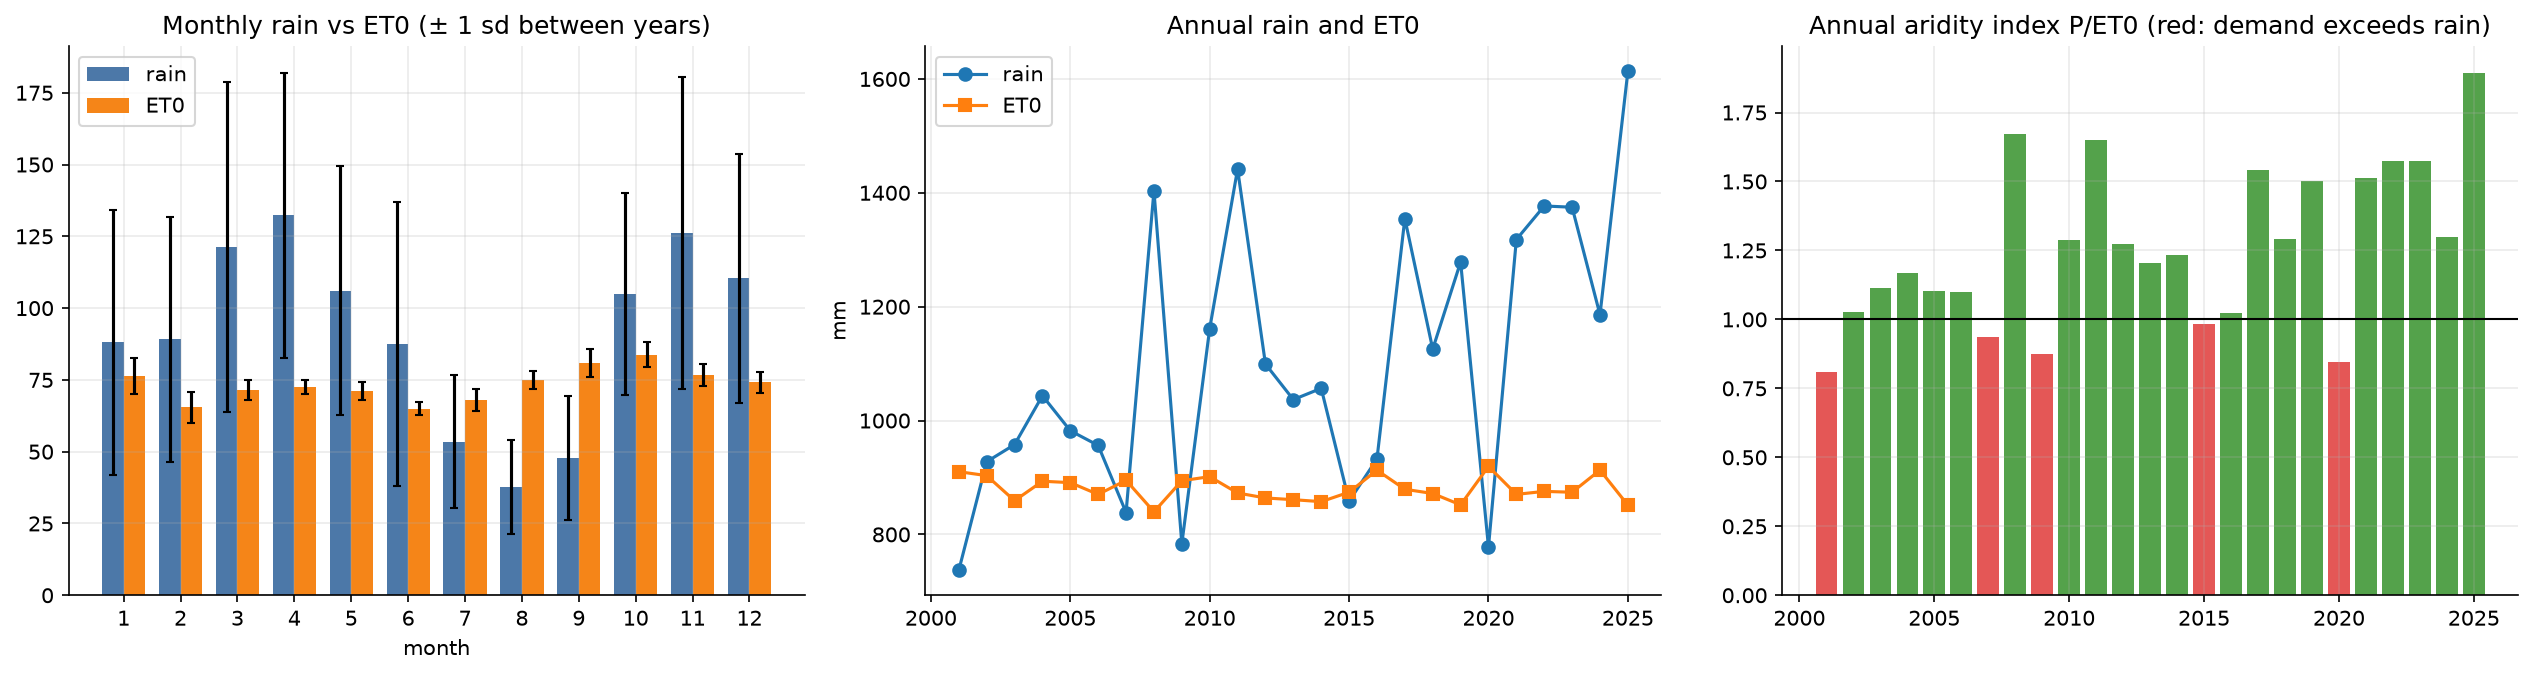 Monthly rain vs ET0 (± 1 sd between years)
rain
ET0
175
150
125
100
75
50
25
0
1 2 3 4 5 6 7 8 9 10 11 12
month
Annual rain and ET0
rain
ET0
mm
1600
1400
1200
1000
800
2000 2005 2010 2015 2020 2025
Annual aridity index P/ET0 (red: demand exceeds rain)
1.75
1.50
1.25
1.00
0.75
0.50
0.25
0.00
2000 2005 2010 2015 2020 2025